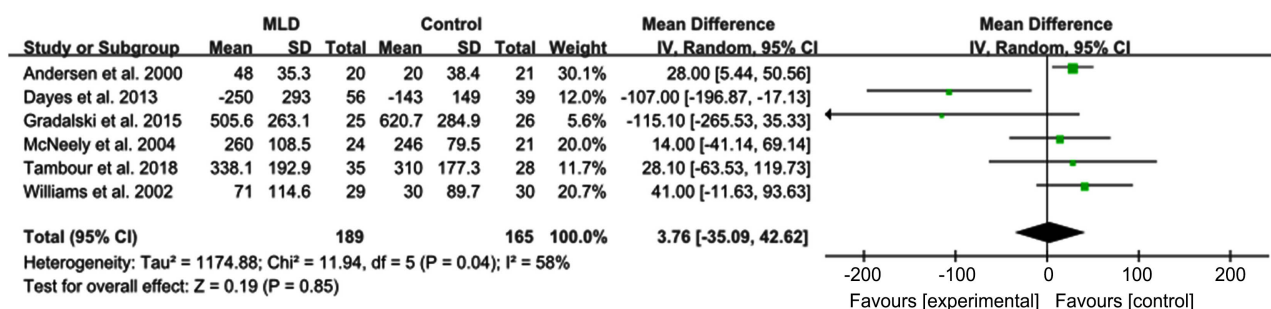 MLD Control Mean Difference Mean Difference
Study or Subgroup Mean SD Total Mean SD Total Weight IV, Random, 95% CI IV, Random, 95% CI
Andersen et al. 2000 48 35.3 20 20 38.4 21 30.1% 28.00 [5.44, 50.56]
Dayes et al. 2013 -250 293 56 -143 149 39 12.0% -107.00 [-196.87, -17.13]
Gradalski et al. 2015 505.6 263.1 25 620.7 284.9 26 5.6% -115.10 [-265.53, 35.33]
McNeely et al. 2004 260 108.5 24 246 79.5 21 20.0% 14.00 [-41.14, 69.14]
Tambour et al. 2018 338.1 192.9 35 310 177.3 28 11.7% 28.10 [-63.53, 119.73]
Williams et al. 2002 71 114.6 29 30 89.7 30 20.7% 41.00 [-11.63, 93.63]
Total (95% CI) 189 165 100.0% 3.76 [-35.09, 42.62]
Heterogeneity: Tau² = 1174.88; Chi² = 11.94, df = 5 (P = 0.04); I² = 58%
Test for overall effect: Z = 0.19 (P = 0.85)
-200 -100 0 100 200
Favours [experimental] Favours [control]